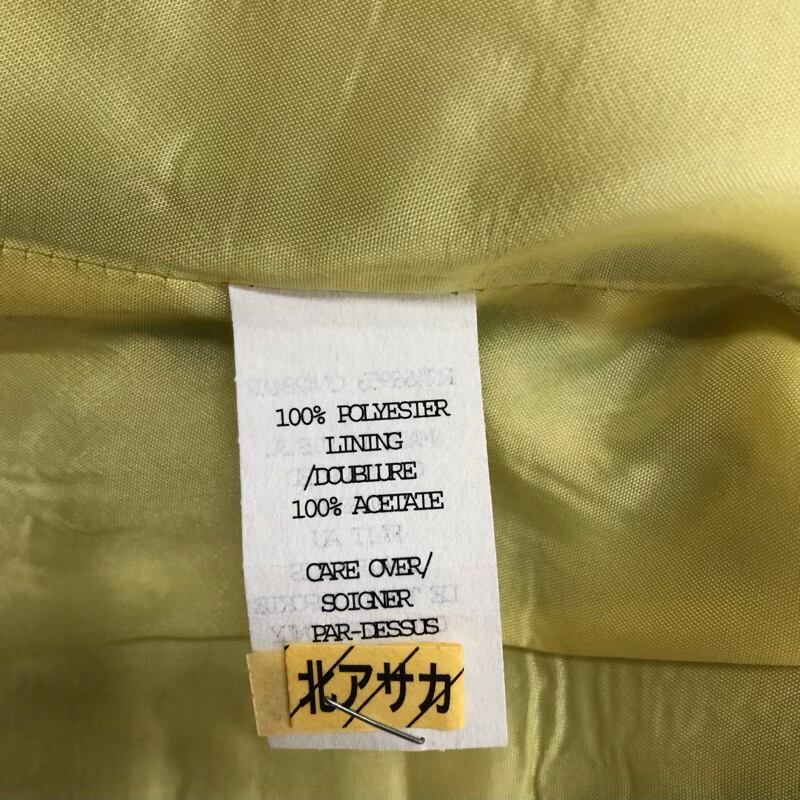 100% POLYESTER
LINING
/DOUBLURE
100% ACETATE
CARE OVER/
SOIGNER
PAR-DESSUS
北アサカ